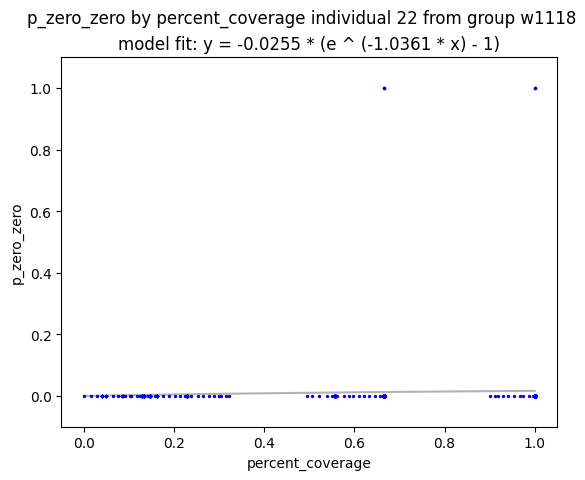 p_zero_zero by percent_coverage individual 22 from group w1118
model fit: y = -0.0255 * (e ^ (-1.0361 * x) - 1)
1.0
0.8
0.6
0.4
0.2
0.0
p_zero_zero
0.0 0.2 0.4 0.6 0.8 1.0
percent_coverage